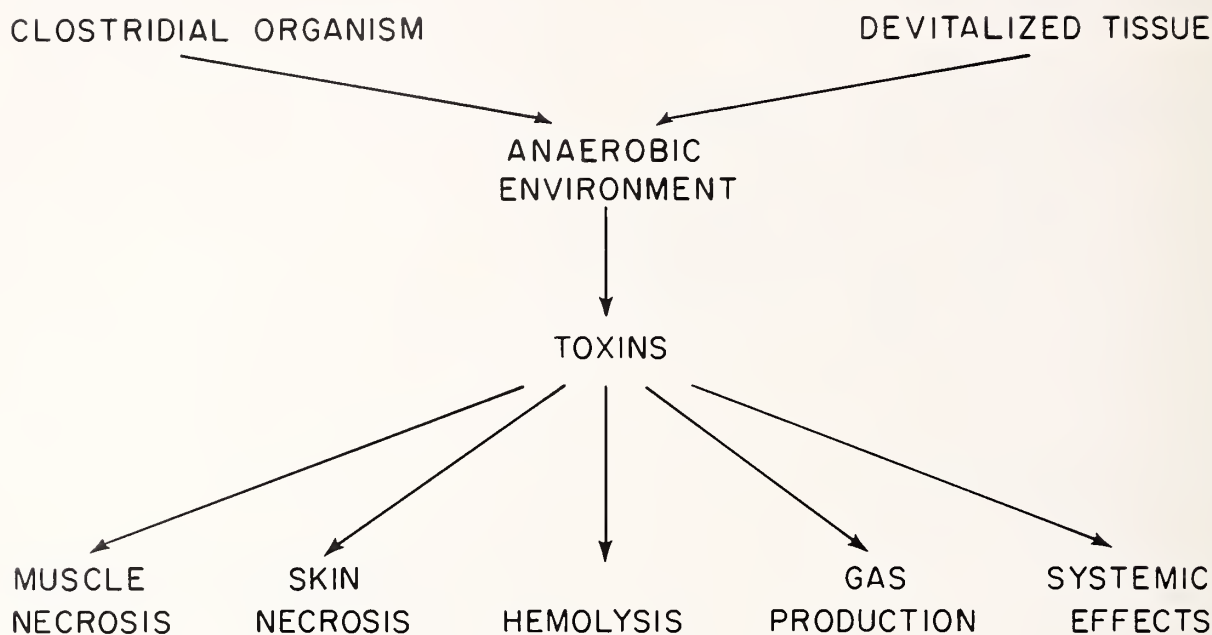 CLOSTRIDIAL ORGANISM
DEVITALIZED TISSUE
ANAEROBIC
ENVIRONMENT
TOXINS
MUSCLE
NECROSIS
SKIN
NECROSIS
HEMOLYSIS
GAS
PRODUCTION
SYSTEMIC
EFFECTS